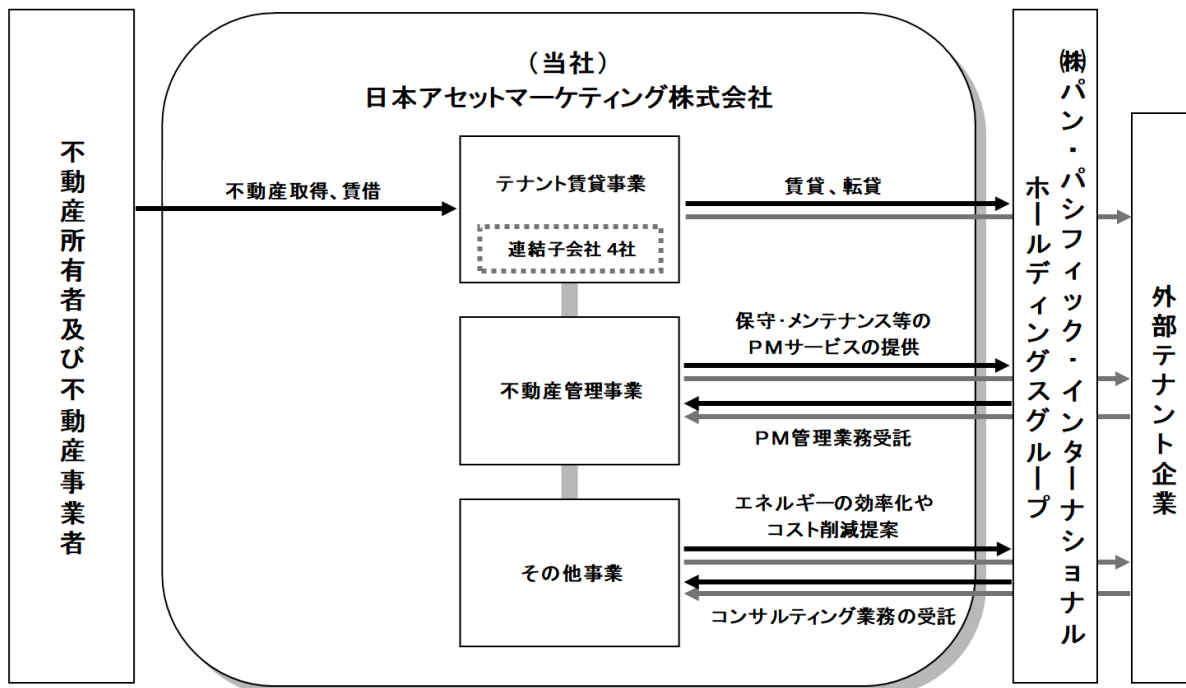 不動産所有者及び不動産事業者
(当社)
日本アセットマーケティング株式会社
不動産取得、賃借
テナント賃貸事業
連結子会社 4社
賃貸、転貸
不動産管理事業
保守・メンテナンス等の
PMサービスの提供
PM管理業務受託
その他事業
エネルギーの効率化や
コスト削減提案
コンサルティング業務の受託
㈱パン・パシフィック・インターナショナル
ホールディングスグループ
外部テナント企業